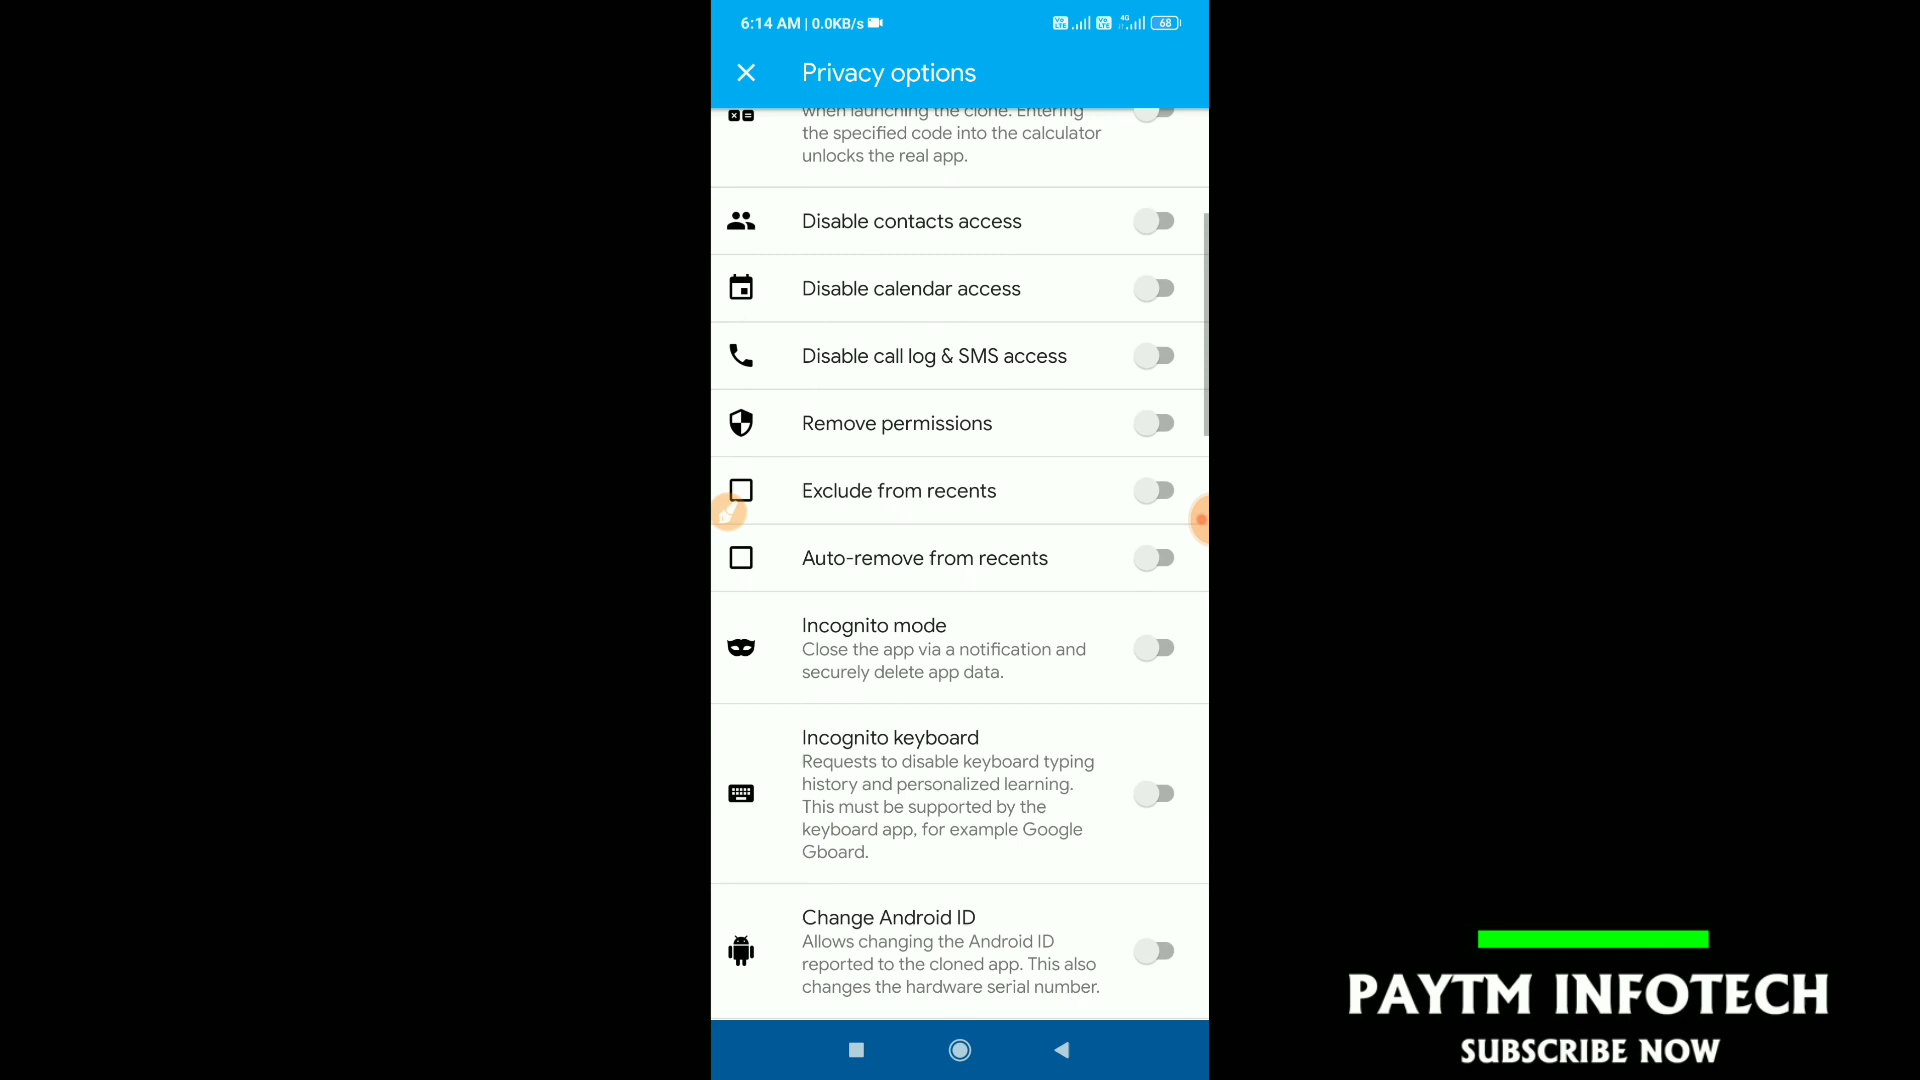 6:14 AM | 0.0KB/s
4G
68
Privacy options
when launching the clone. Entering
the specified code into the calculator
unlocks the real app.
Disable contacts access
Disable calendar access
Disable call log & SMS access
Remove permissions
Exclude from recents
Auto-remove from recents
Incognito mode
Close the app via a notification and
securely delete app data.
Incognito keyboard
Requests to disable keyboard typing
history and personalized learning.
This must be supported by the
keyboard app, for example Google
Gboard.
Change Android ID
Allows changing the Android ID
reported to the cloned app. This also
changes the hardware serial number.
PAYTM INFOTECH
SUBSCRIBE NOW